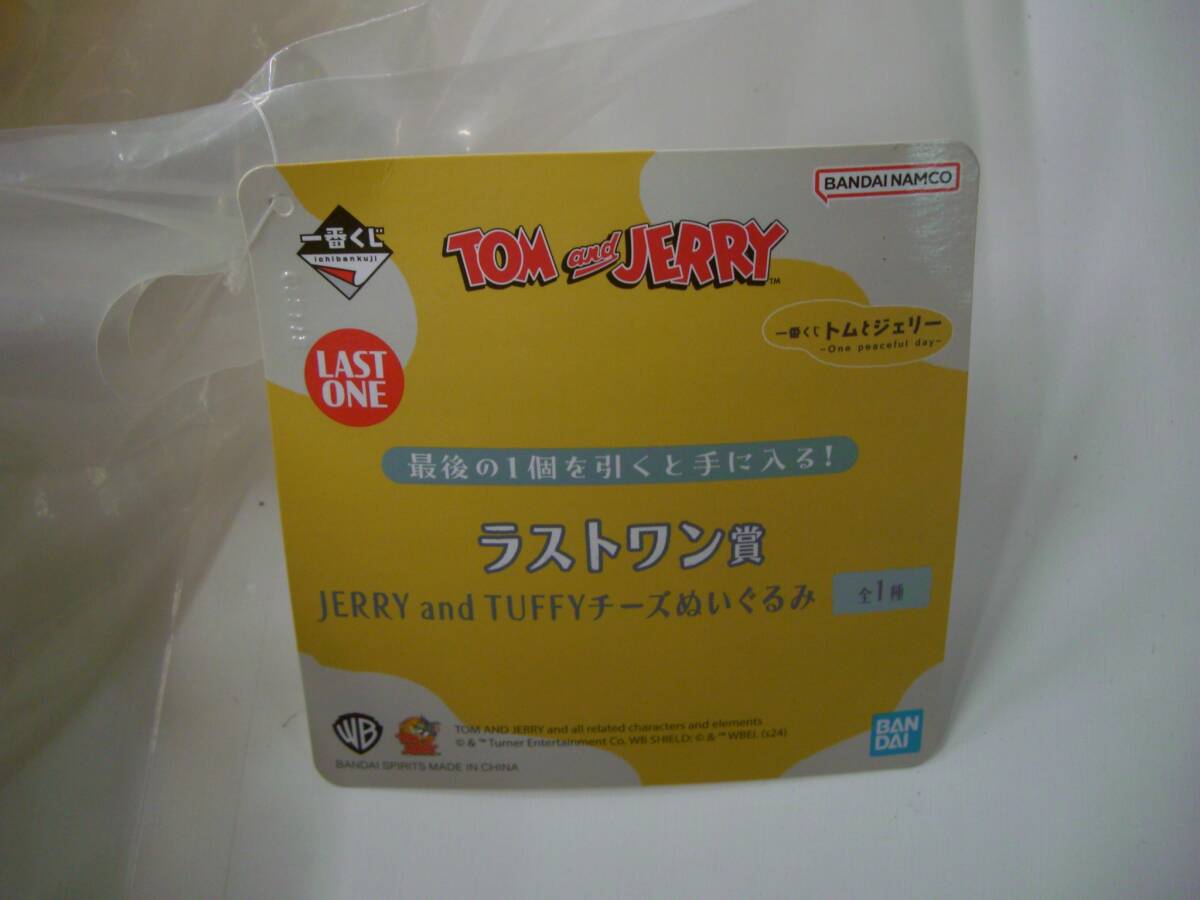 BANDAI NAMCO
一番くじ
ichibankuji
TOM and JERRY™
一番くじ トムとジェリー
~One peaceful day~
LAST
ONE
最後の1個を引くと手に入る!
ラストワン賞
JERRY and TUFFYチーズぬいぐるみ 全1種
WB
TOM AND JERRY and all related characters and elements
© & ™ Turner Entertainment Co. WB SHIELD: © & ™ WBEI. (s24)
BANDAI SPIRITS MADE IN CHINA
BAN
DAI